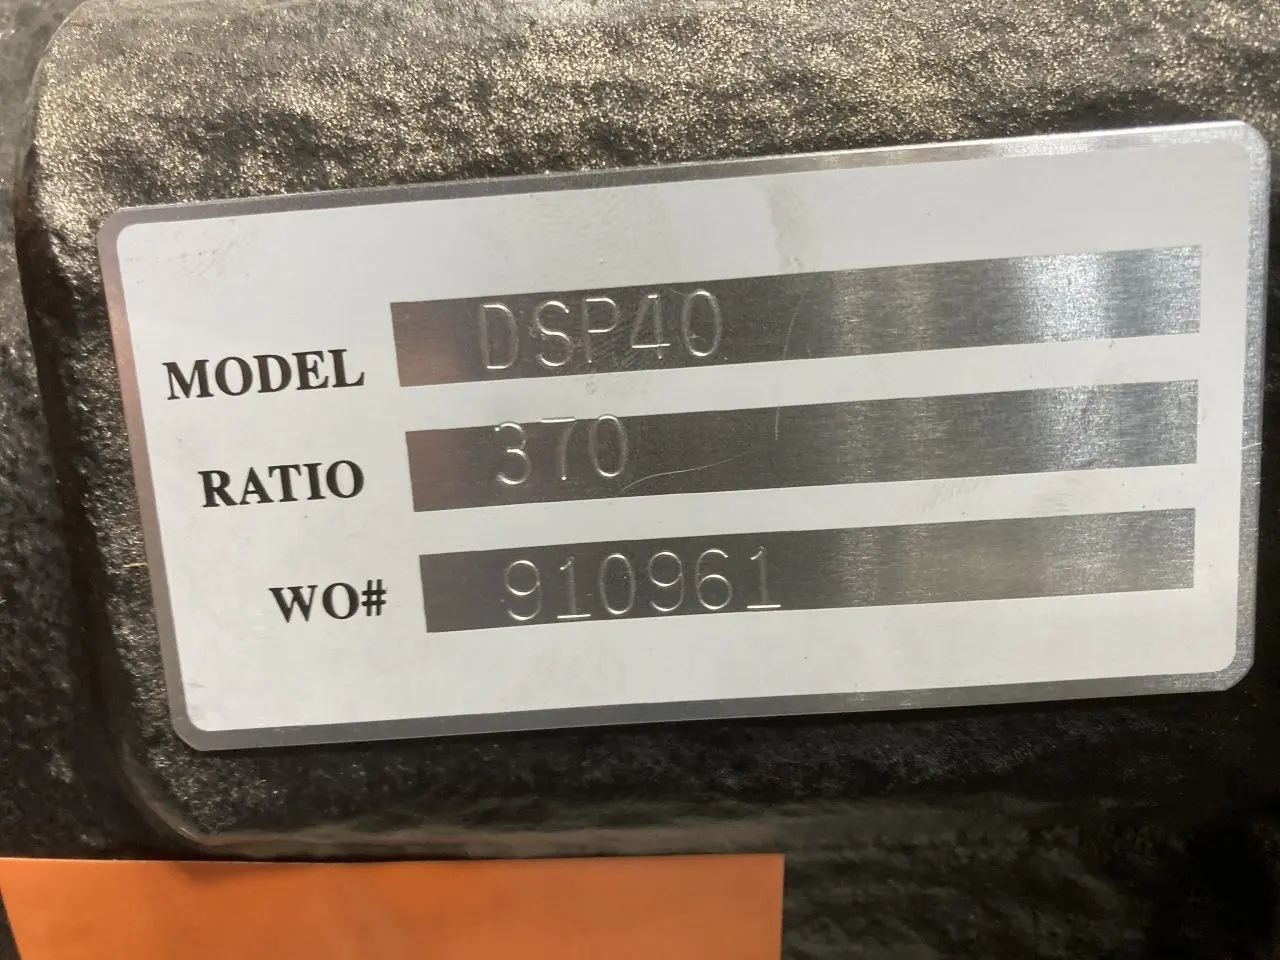 MODEL DSP40
RATIO 370
WO# 910961